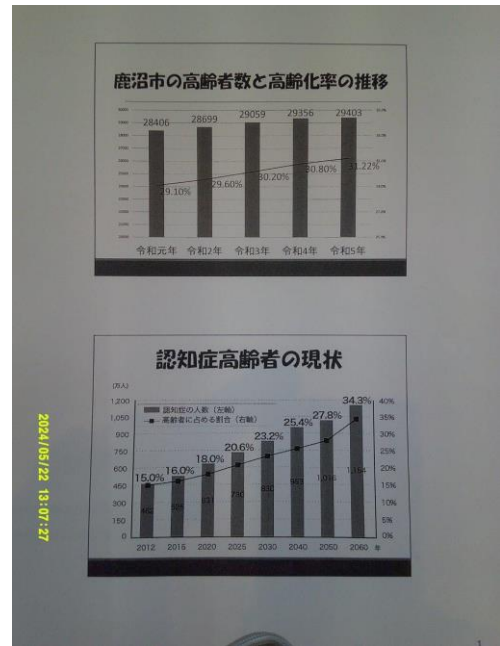 鹿沼市の高齢者数と高齢化率の推移
28406 28699 29059 29356 29403
29.10% 29.60% 30.20% 30.80% 31.22%
令和元年 令和2年 令和3年 令和4年 令和5年
認知症高齢者の現状
(万人)
認知症の人数（左軸）
高齢者に占める割合（右軸）
15.0% 16.0% 18.0% 20.6% 23.2% 25.4% 27.8% 34.3%
1,200 40%
1,050 35%
900 30%
750 25%
600 20%
450 15%
300 10%
150 5%
0 0%
2012 2015 2020 2025 2030 2040 2050 2060 年
2024/05/22 13:07:27
1